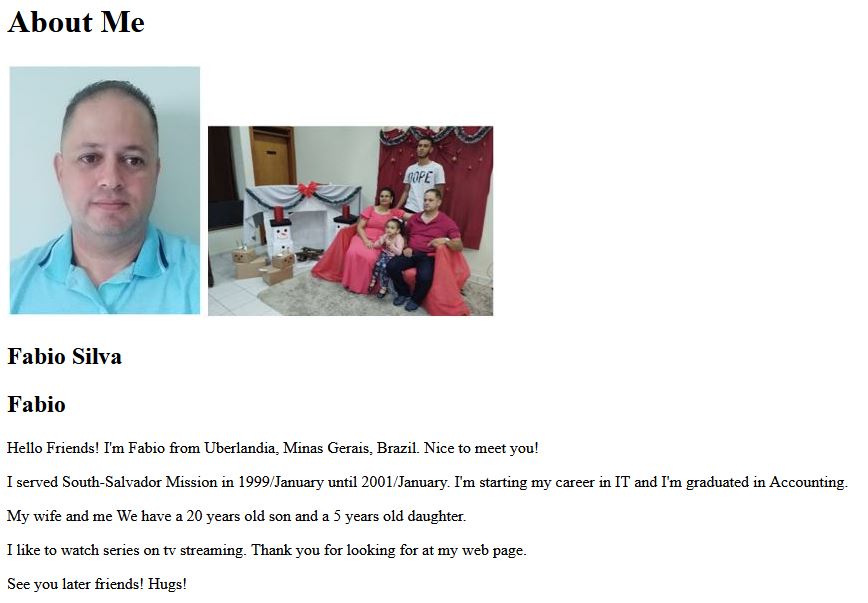 About Me
DOPE
Fabio Silva
Fabio
Hello Friends! I'm Fabio from Uberlandia, Minas Gerais, Brazil. Nice to meet you!
I served South-Salvador Mission in 1999/January until 2001/January. I'm starting my career in IT and I'm graduated in Accounting.
My wife and me We have a 20 years old son and a 5 years old daughter.
I like to watch series on tv streaming. Thank you for looking for at my web page.
See you later friends! Hugs!